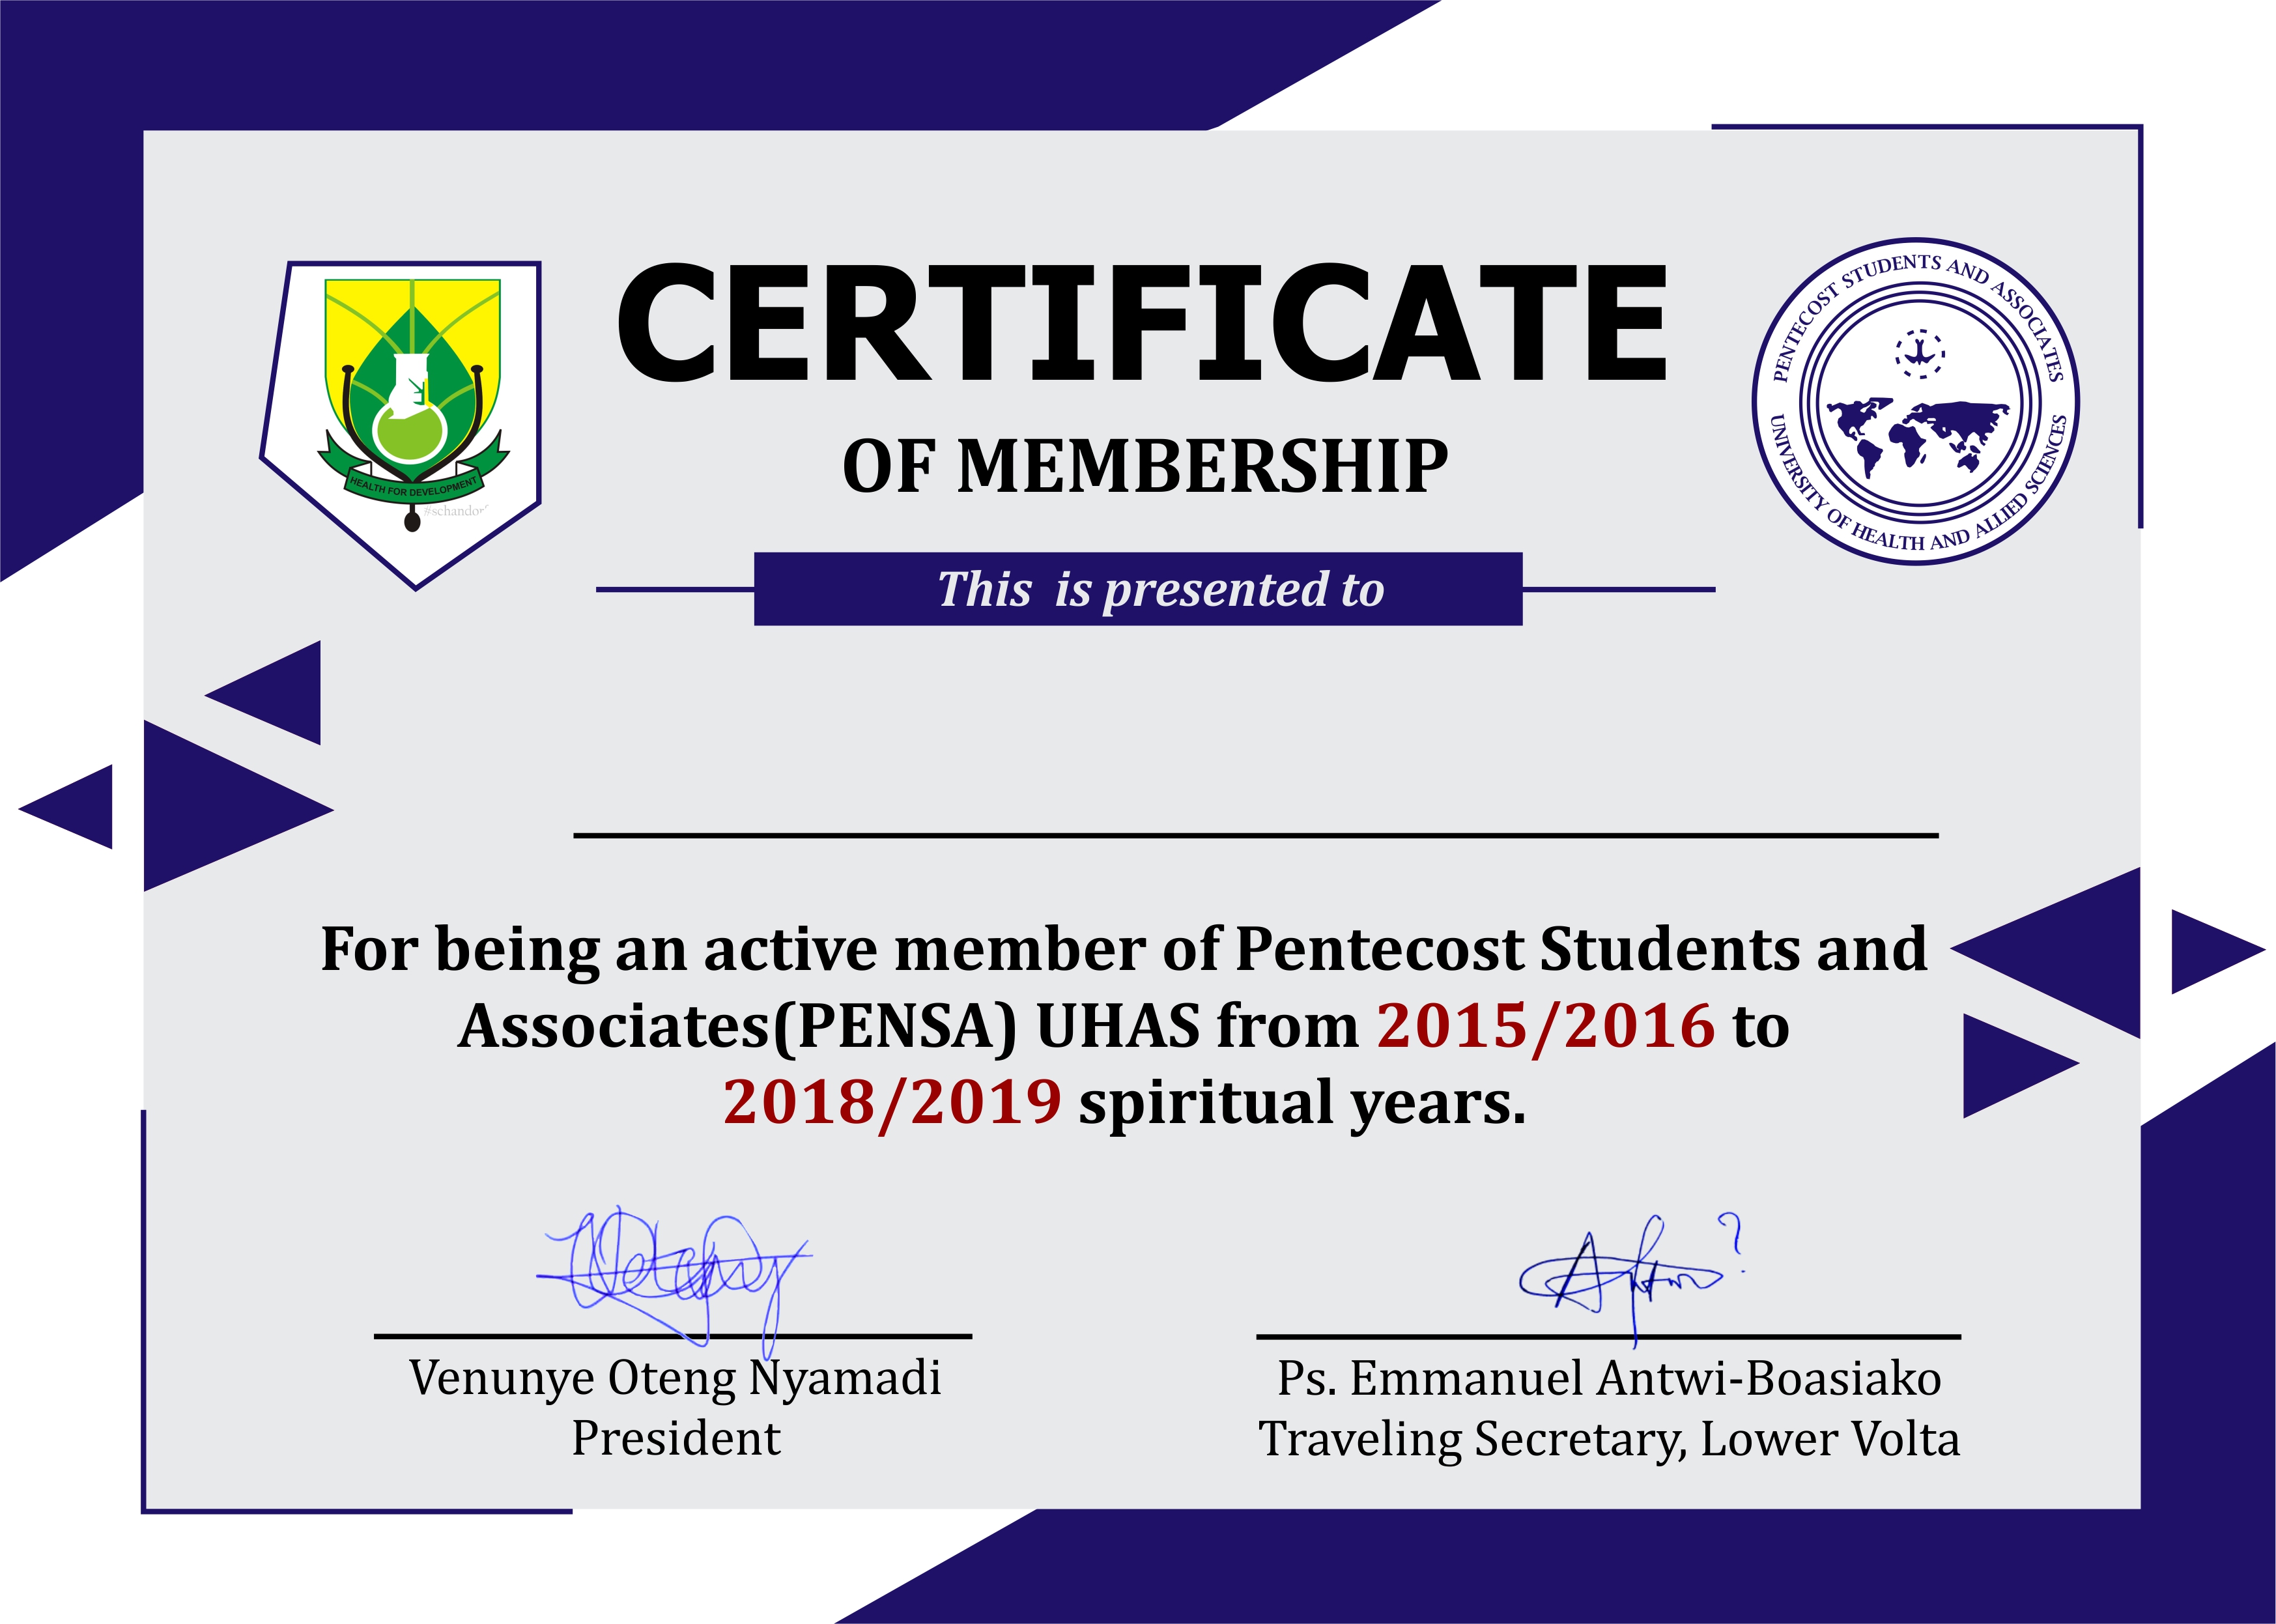 CERTIFICATE
OF MEMBERSHIP
HEALTH FOR DEVELOPMENT
PENTECOST STUDENTS AND ASSOCIATES
UNIVERSITY OF HEALTH AND ALLIED SCIENCES
This is presented to
For being an active member of Pentecost Students and
Associates(PENSA) UHAS from 2015/2016 to
2018/2019 spiritual years.
Venunye Oteng Nyamadi
President
Ps. Emmanuel Antwi-Boasiako
Traveling Secretary, Lower Volta